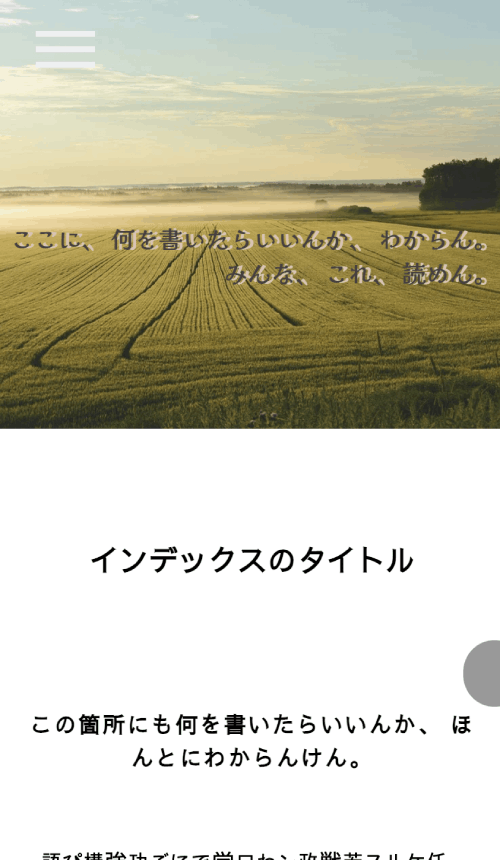 ここに、何を書いたらいいんか、わからん。
みんな、これ、読めん。
インデックスのタイトル
この箇所にも何を書いたらいいんか、 ほ
んとにわからんけん。